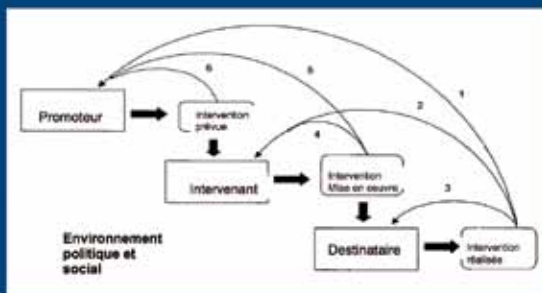 1
2
3
4
5
6
Promoteur
Intervention
prévue
Intervenant
Intervention
Mise en oeuvre
Destinataire
Intervention
réalisée
Environnement
politique et
social